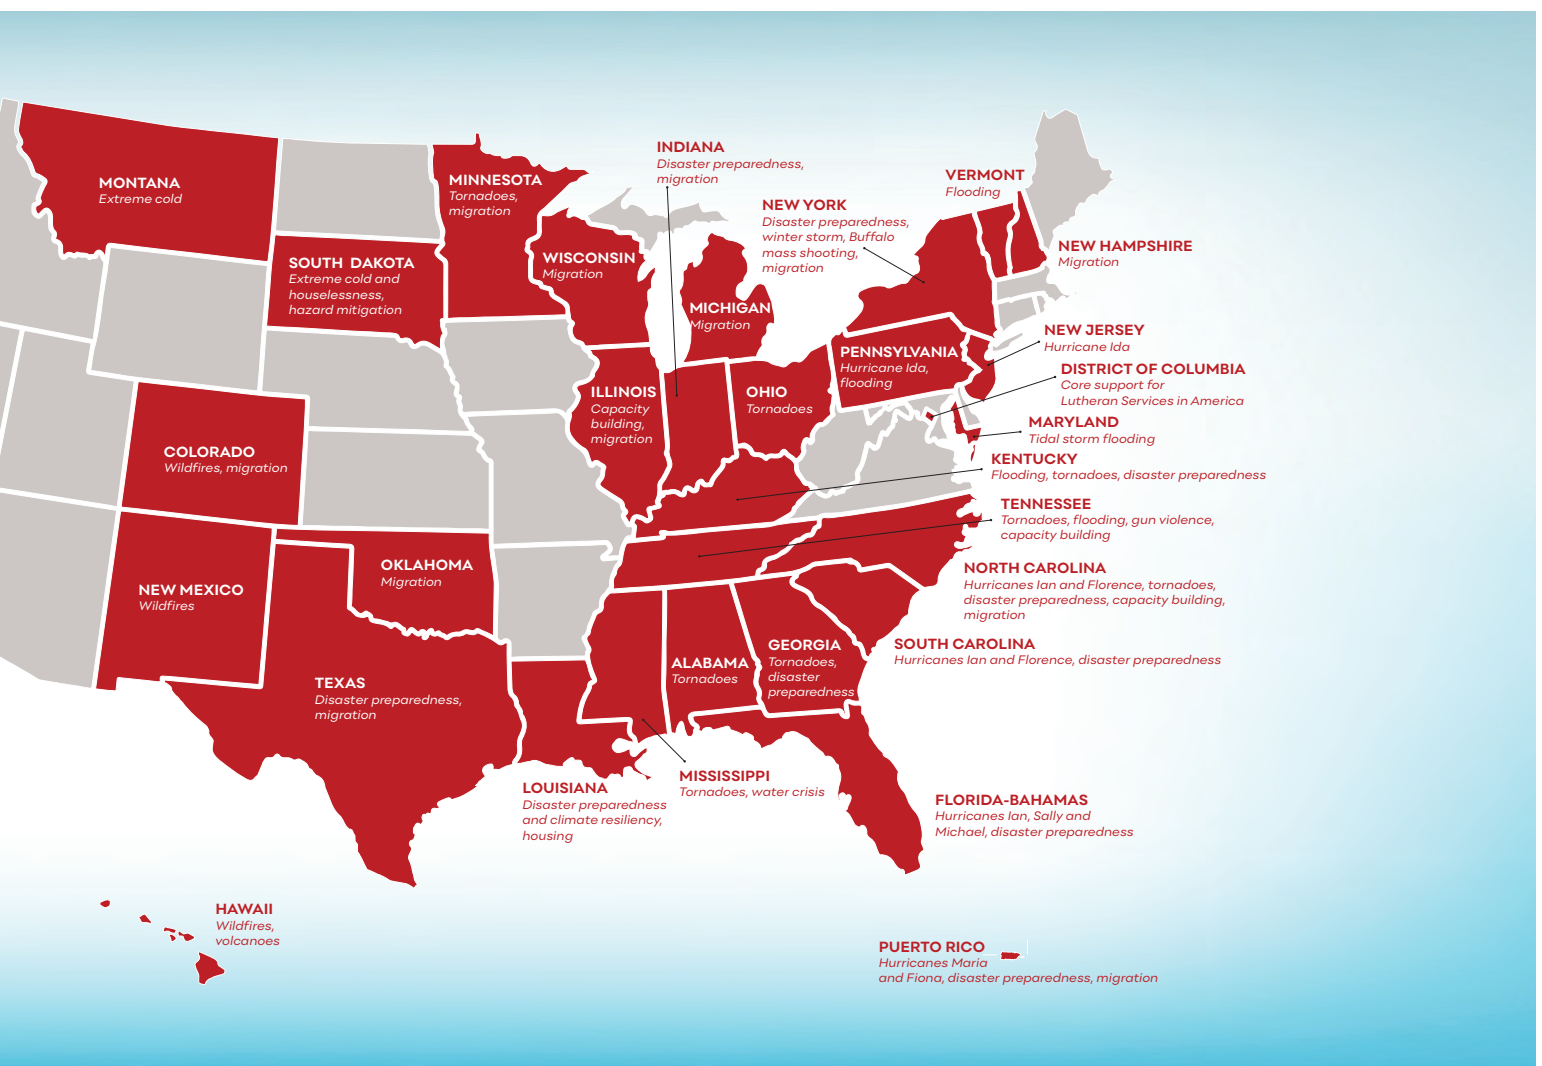 MONTANA
Extreme cold
SOUTH DAKOTA
Extreme cold and
houselessness,
hazard mitigation
MINNESOTA
Tornadoes,
migration
WISCONSIN
Migration
INDIANA
Disaster preparedness,
migration
MICHIGAN
Migration
NEW YORK
Disaster preparedness,
winter storm, Buffalo
mass shooting,
migration
VERMONT
Flooding
NEW HAMPSHIRE
Migration
NEW JERSEY
Hurricane Ida
PENNSYLVANIA
Hurricane Ida,
flooding
DISTRICT OF COLUMBIA
Core support for
Lutheran Services in America
MARYLAND
Tidal storm flooding
ILLINOIS
Capacity
building,
migration
OHIO
Tornadoes
KENTUCKY
Flooding, tornadoes, disaster preparedness
COLORADO
Wildfires, migration
TENNESSEE
Tornadoes, flooding, gun violence,
capacity building
NORTH CAROLINA
Hurricanes Ian and Florence, tornadoes,
disaster preparedness, capacity building,
migration
OKLAHOMA
Migration
NEW MEXICO
Wildfires
SOUTH CAROLINA
Hurricanes Ian and Florence, disaster preparedness
GEORGIA
Tornadoes,
disaster
preparedness
ALABAMA
Tornadoes
TEXAS
Disaster preparedness,
migration
LOUISIANA
Disaster preparedness
and climate resiliency,
housing
MISSISSIPPI
Tornadoes, water crisis
FLORIDA-BAHAMAS
Hurricanes Ian, Sally and
Michael, disaster preparedness
HAWAII
Wildfires,
volcanoes
PUERTO RICO
Hurricanes Maria
and Fiona, disaster preparedness, migration